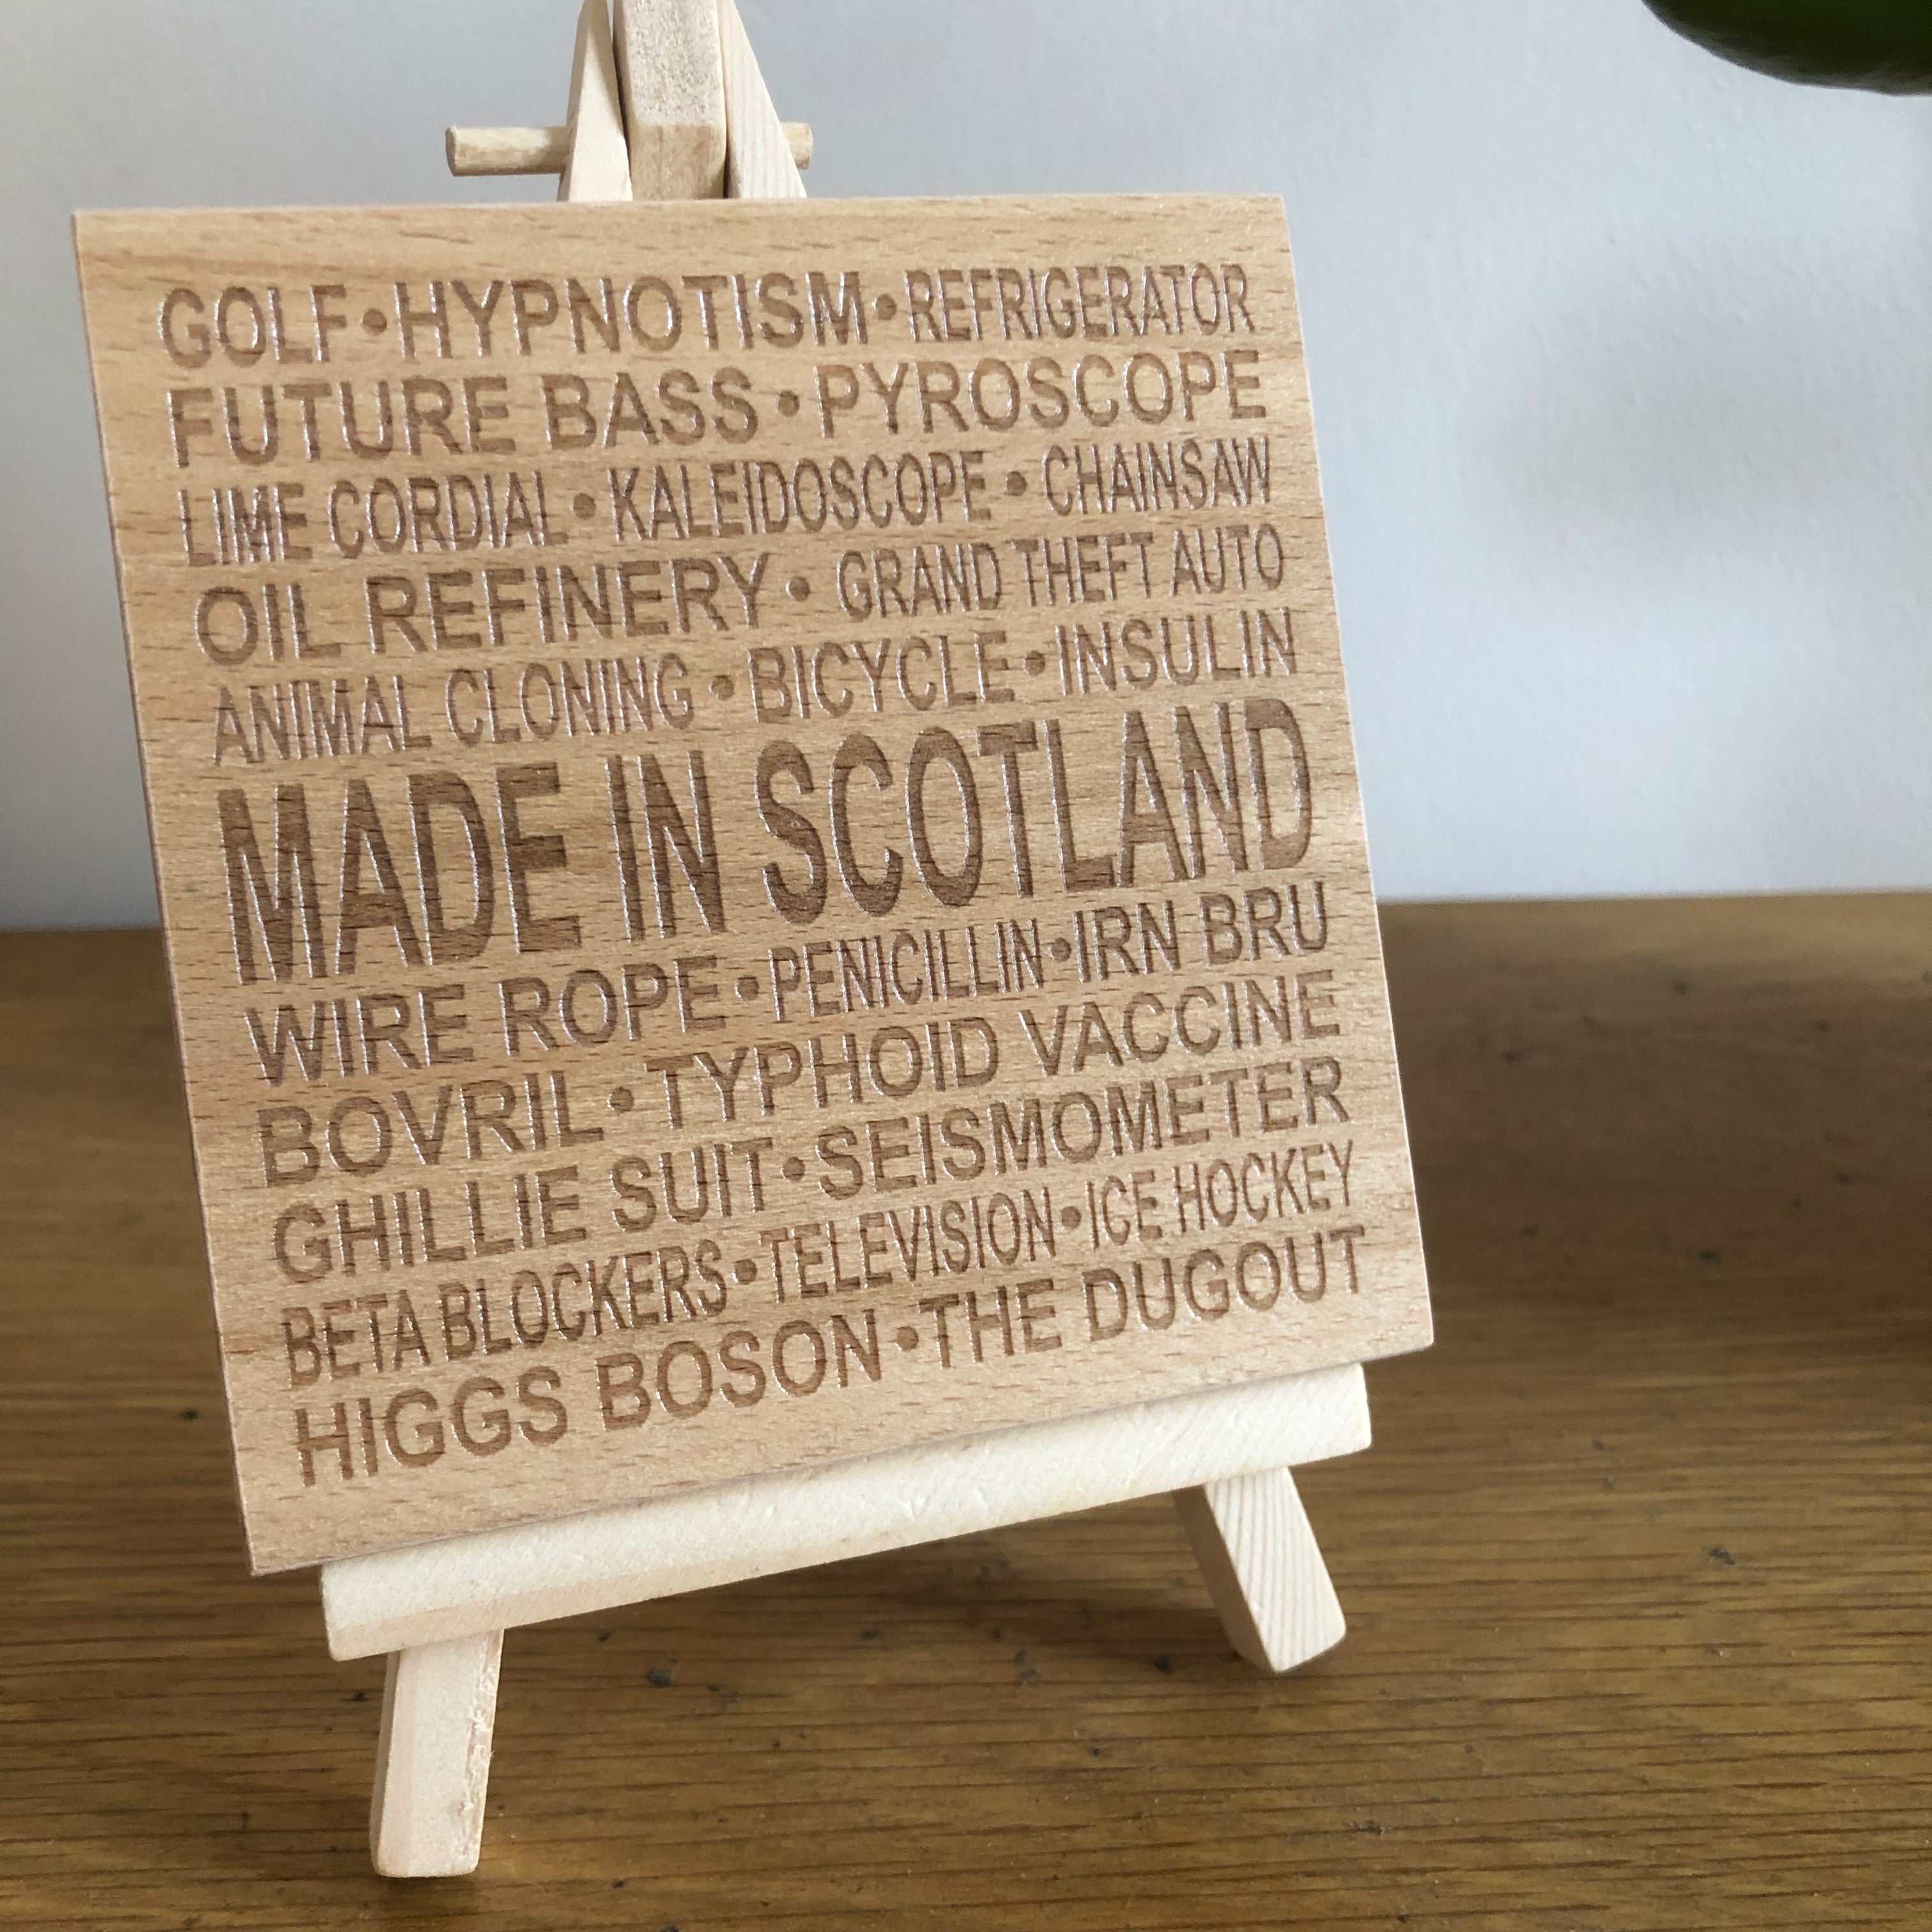 GOLF•HYPNOTISM•REFRIGERATOR
FUTURE BASS•PYROSCOPE
LIME CORDIAL•KALEIDOSCOPE•CHAINSAW
OIL REFINERY•GRAND THEFT AUTO
ANIMAL CLONING•BICYCLE•INSULIN
MADE IN SCOTLAND
WIRE ROPE•PENICILLIN•IRN BRU
BOVRIL•TYPHOID VACCINE
GHILLIE SUIT•SEISMOMETER
BETA BLOCKERS•TELEVISION•ICE HOCKEY
HIGGS BOSON•THE DUGOUT